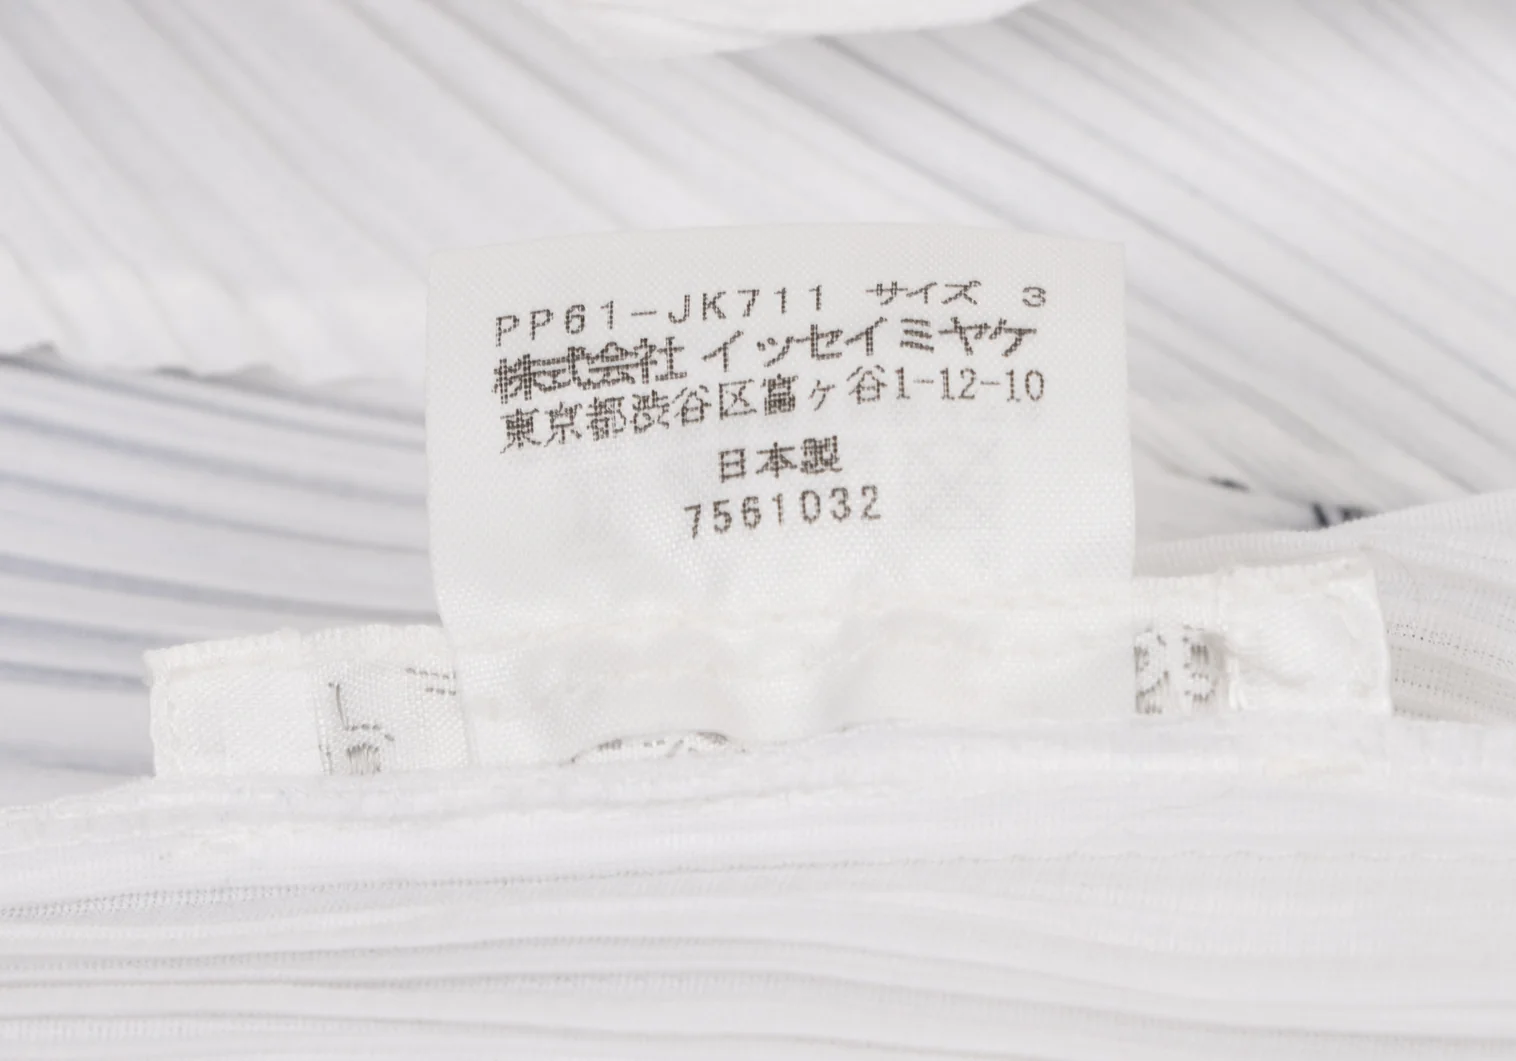 PP61-JK711 サイズ 3
株式会社 イッセイミヤケ
東京都渋谷区富ヶ谷1-12-10
日本製
7561032